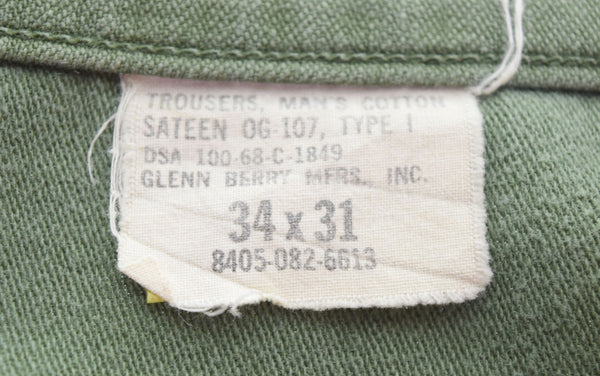 TROUSERS, MAN'S COTTON
SATEEN OG-107, TYPE I
DSA 100-68-C-1849
GLENN BERRY MFRS., INC.
34 x 31
8405-082-6613